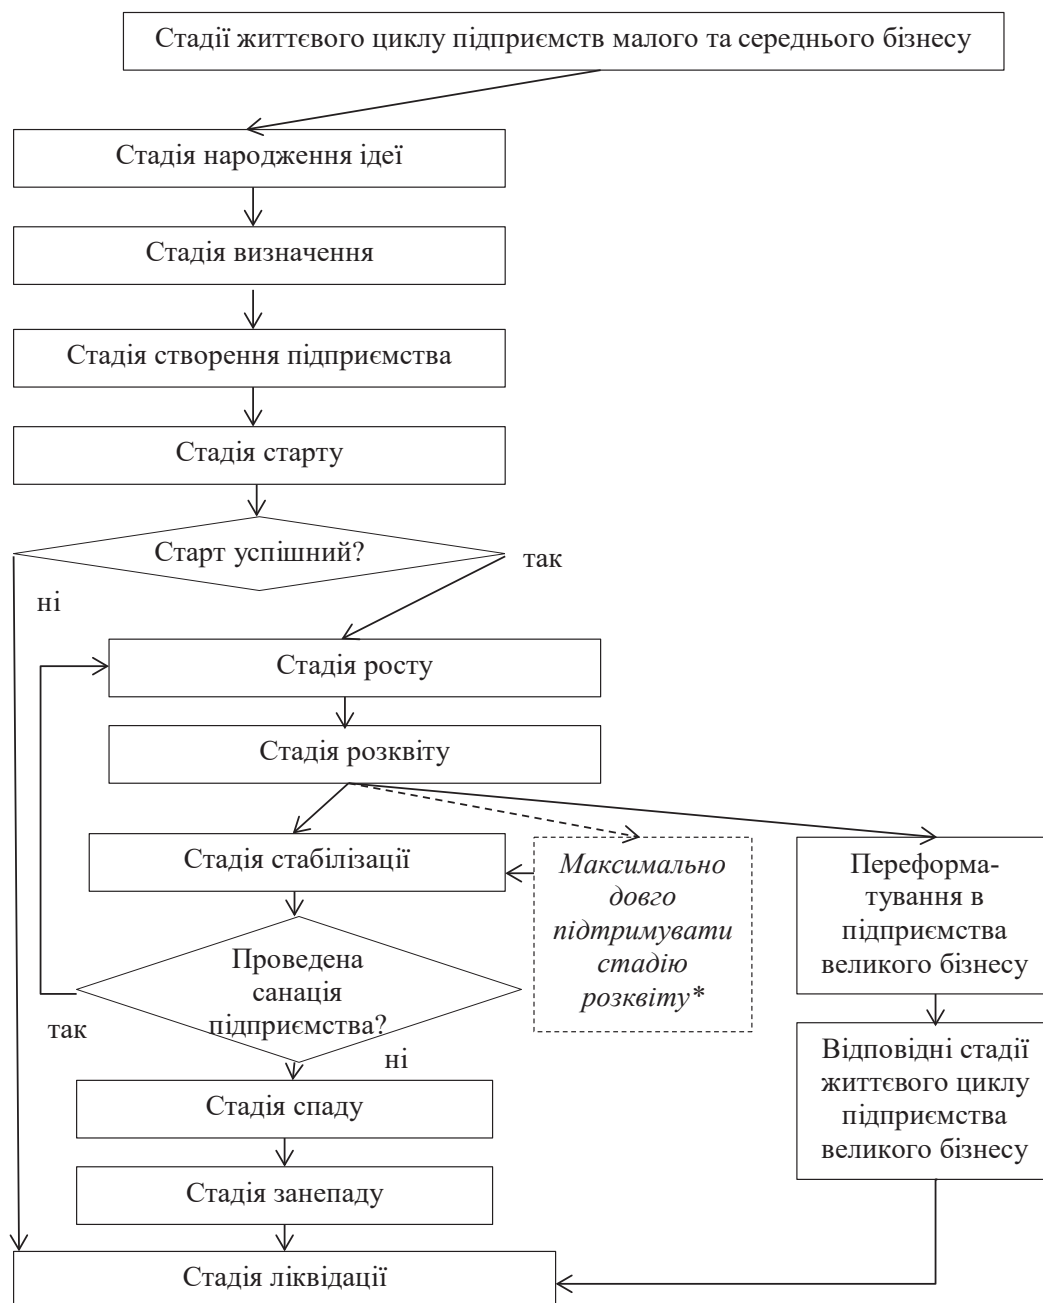 Стадії життєвого циклу підприємств малого та середнього бізнесу
Стадія народження ідеї
Стадія визначення
Стадія створення підприємства
Стадія старту
Старт успішний?
так
ні
Стадія росту
Стадія розквіту
Стадія стабілізації
Максимально
довго
підтримувати
стадію
розквіту*
Переформа-
тування в
підприємства
великого бізнесу
Проведена
санація
підприємства?
так
ні
Відповідні стадії
життєвого циклу
підприємства
великого бізнесу
Стадія спаду
Стадія занепаду
Стадія ліквідації